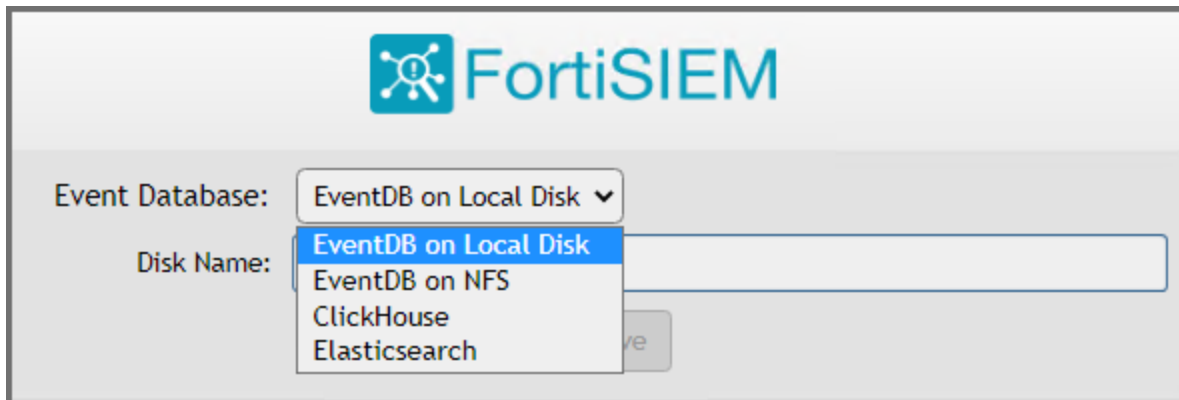 FortiSIEM
Event Database: EventDB on Local Disk
EventDB on Local Disk
Disk Name:
EventDB on NFS
ClickHouse
Elasticsearch